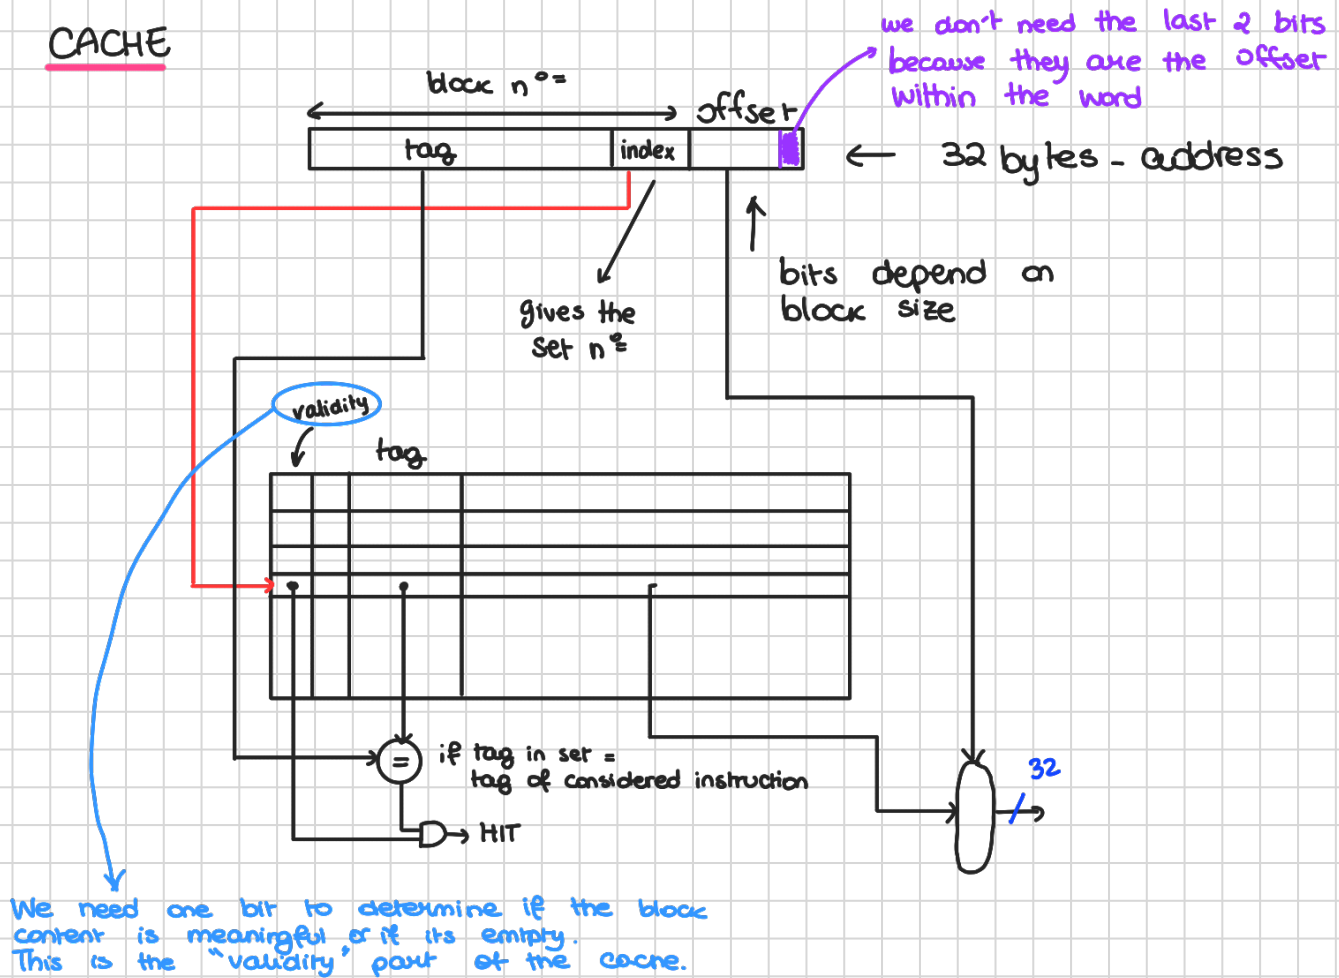 CACHE
we don't need the last 2 bits
because they are the offset
within the word
block nº=
offset
tag
index
← 32 bytes - address
bits depend on
block size
gives the
set nº=
validity
tag
=
if tag in set =
tag of considered instruction
HIT
32
We need one bit to determine if the block
content is meaningful or if its empty.
This is the "validity" part of the cache.